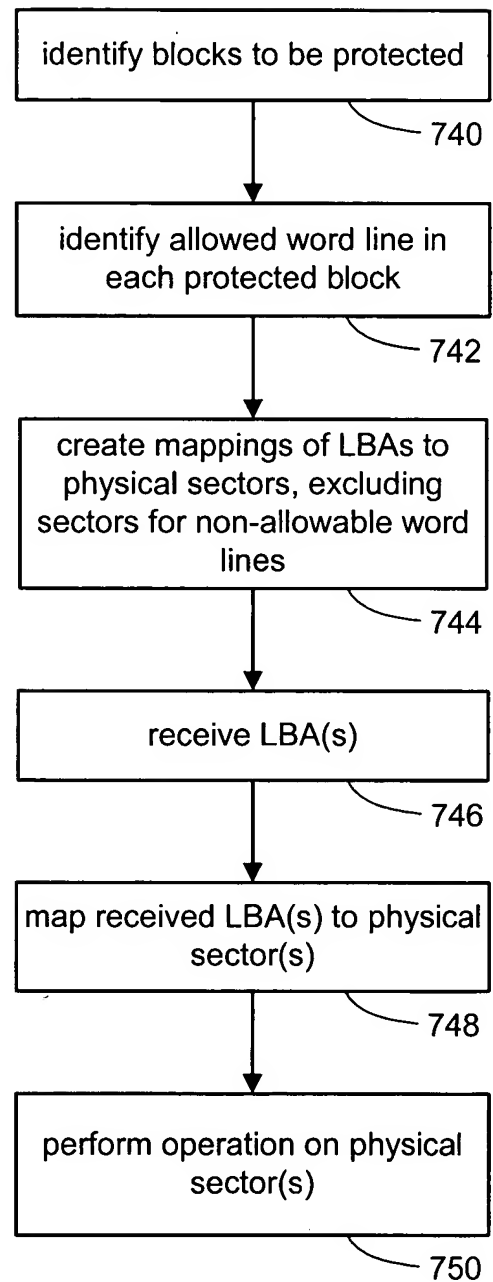 identify blocks to be protected
740
identify allowed word line in
each protected block
742
create mappings of LBAs to
physical sectors, excluding
sectors for non-allowable word
lines
744
receive LBA(s)
746
map received LBA(s) to physical
sector(s)
748
perform operation on physical
sector(s)
750